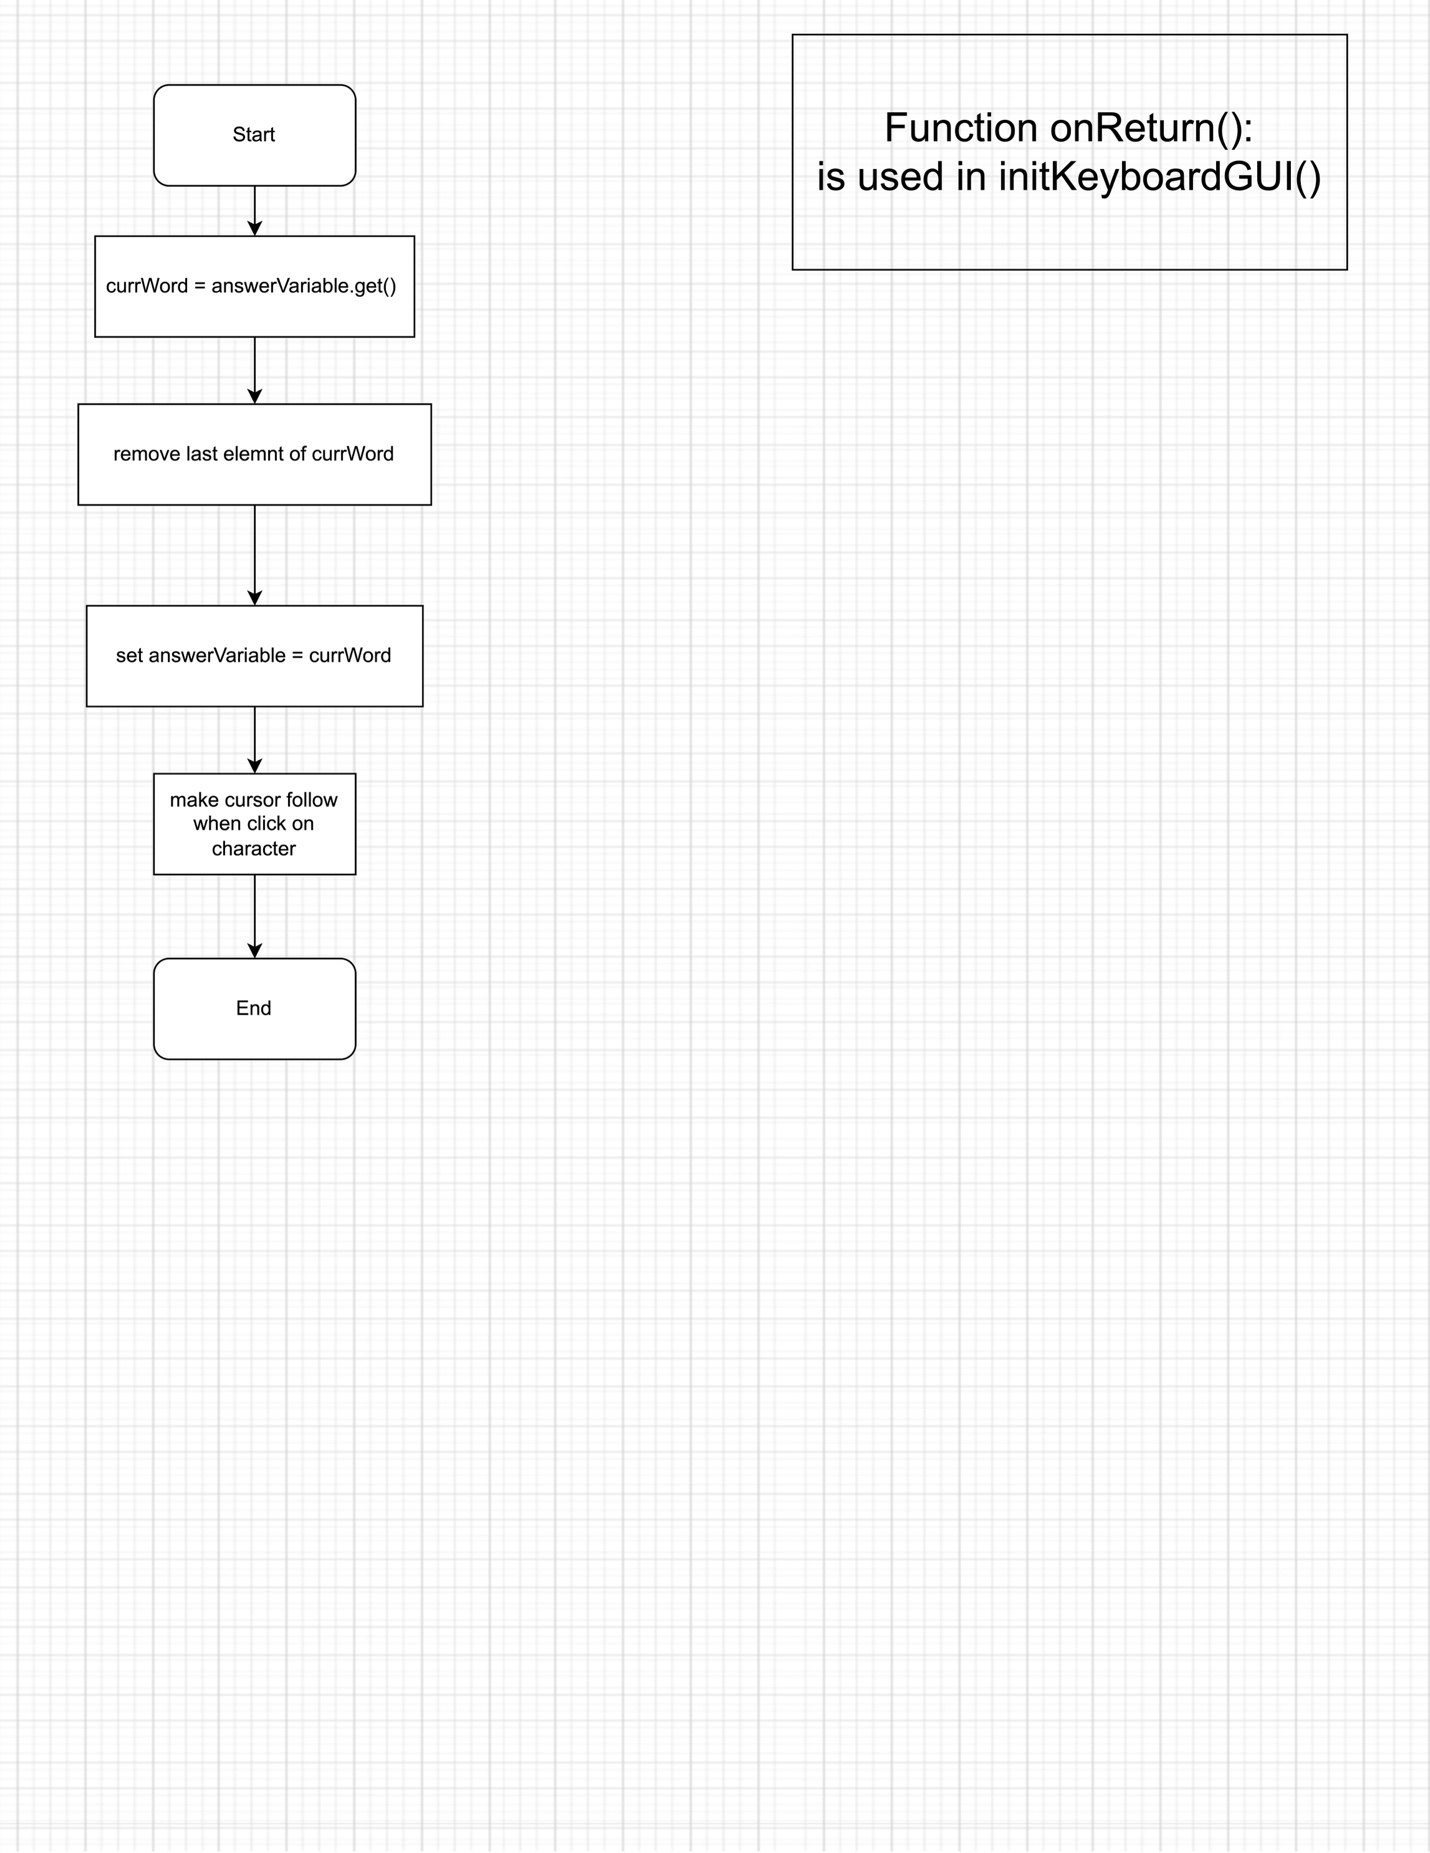 Function onReturn():
is used in initKeyboardGUI()
Start
currWord = answerVariable.get()
remove last elemnt of currWord
set answerVariable = currWord
make cursor follow
when click on
character
End